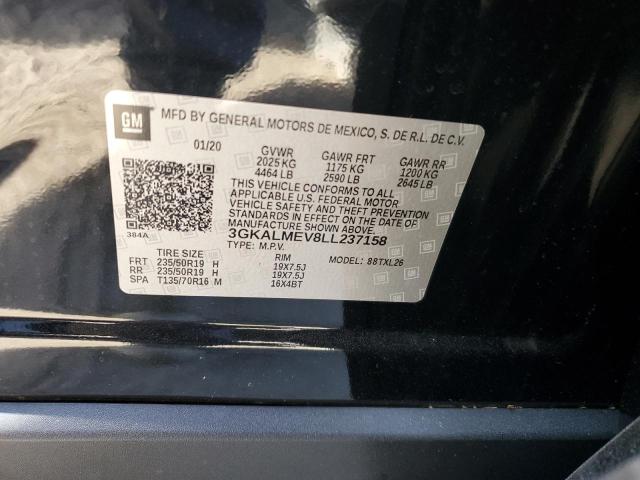 GM
MFD BY GENERAL MOTORS DE MEXICO, S. DE R.L. DE C.V.
01/20 GVWR GAWR FRT GAWR RR
2025 KG 1175 KG 1200 KG
4464 LB 2590 LB 2645 LB
THIS VEHICLE CONFORMS TO ALL
APPLICABLE U.S. FEDERAL MOTOR
VEHICLE SAFETY AND THEFT PREVENTION
STANDARDS IN EFFECT ON THE DATE OF
MANUFACTURE SHOWN ABOVE.
384A 3GKALMEV8LL237158
TYPE: M.P.V. MODEL: 88TXL26
TIRE SIZE RIM
FRT 235/50R19 H 19X7.5J
RR 235/50R19 H 19X7.5J
SPA T135/70R16 M 16X4BT